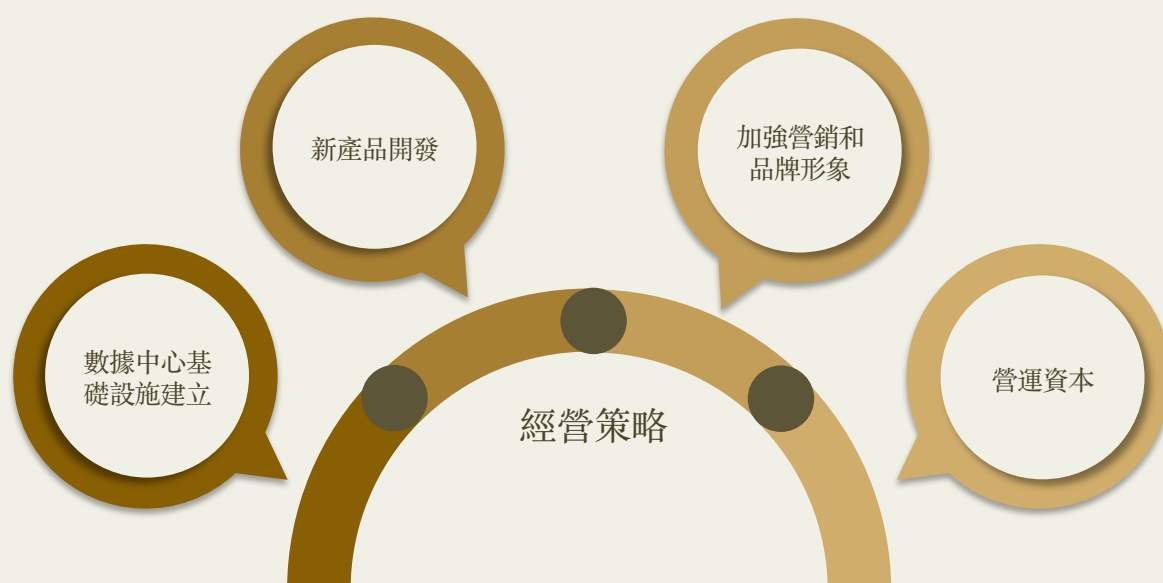 新產品開發
加強營銷和
品牌形象
數據中心基
礎設施建立
營運資本
經營策略